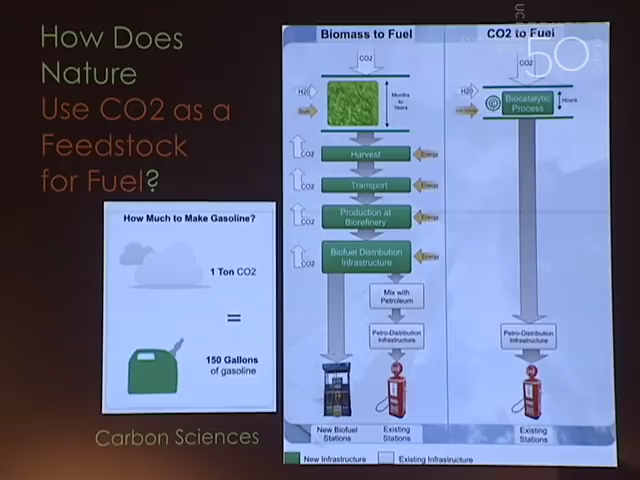 How Does
Nature
Use CO2 as a
Feedstock
for Fuel?
How Much to Make Gasoline?
1 Ton CO2
=
150 Gallons
of gasoline
Carbon Sciences
Biomass to Fuel
CO2
H2O
Months
to
Years
CO2
Harvest
Energy
CO2
Transport
Energy
CO2
Production at
Biorefinery
Energy
CO2
Biofuel Distribution
Infrastructure
Energy
Mix with
Petroleum
Petro-Distribution
Infrastructure
New Biofuel
Stations
Existing
Stations
CO2 to Fuel
CO2
H2O
Biocatalytic
Process
Hours
Petro-Distribution
Infrastructure
Existing
Stations
New Infrastructure
Existing Infrastructure
50